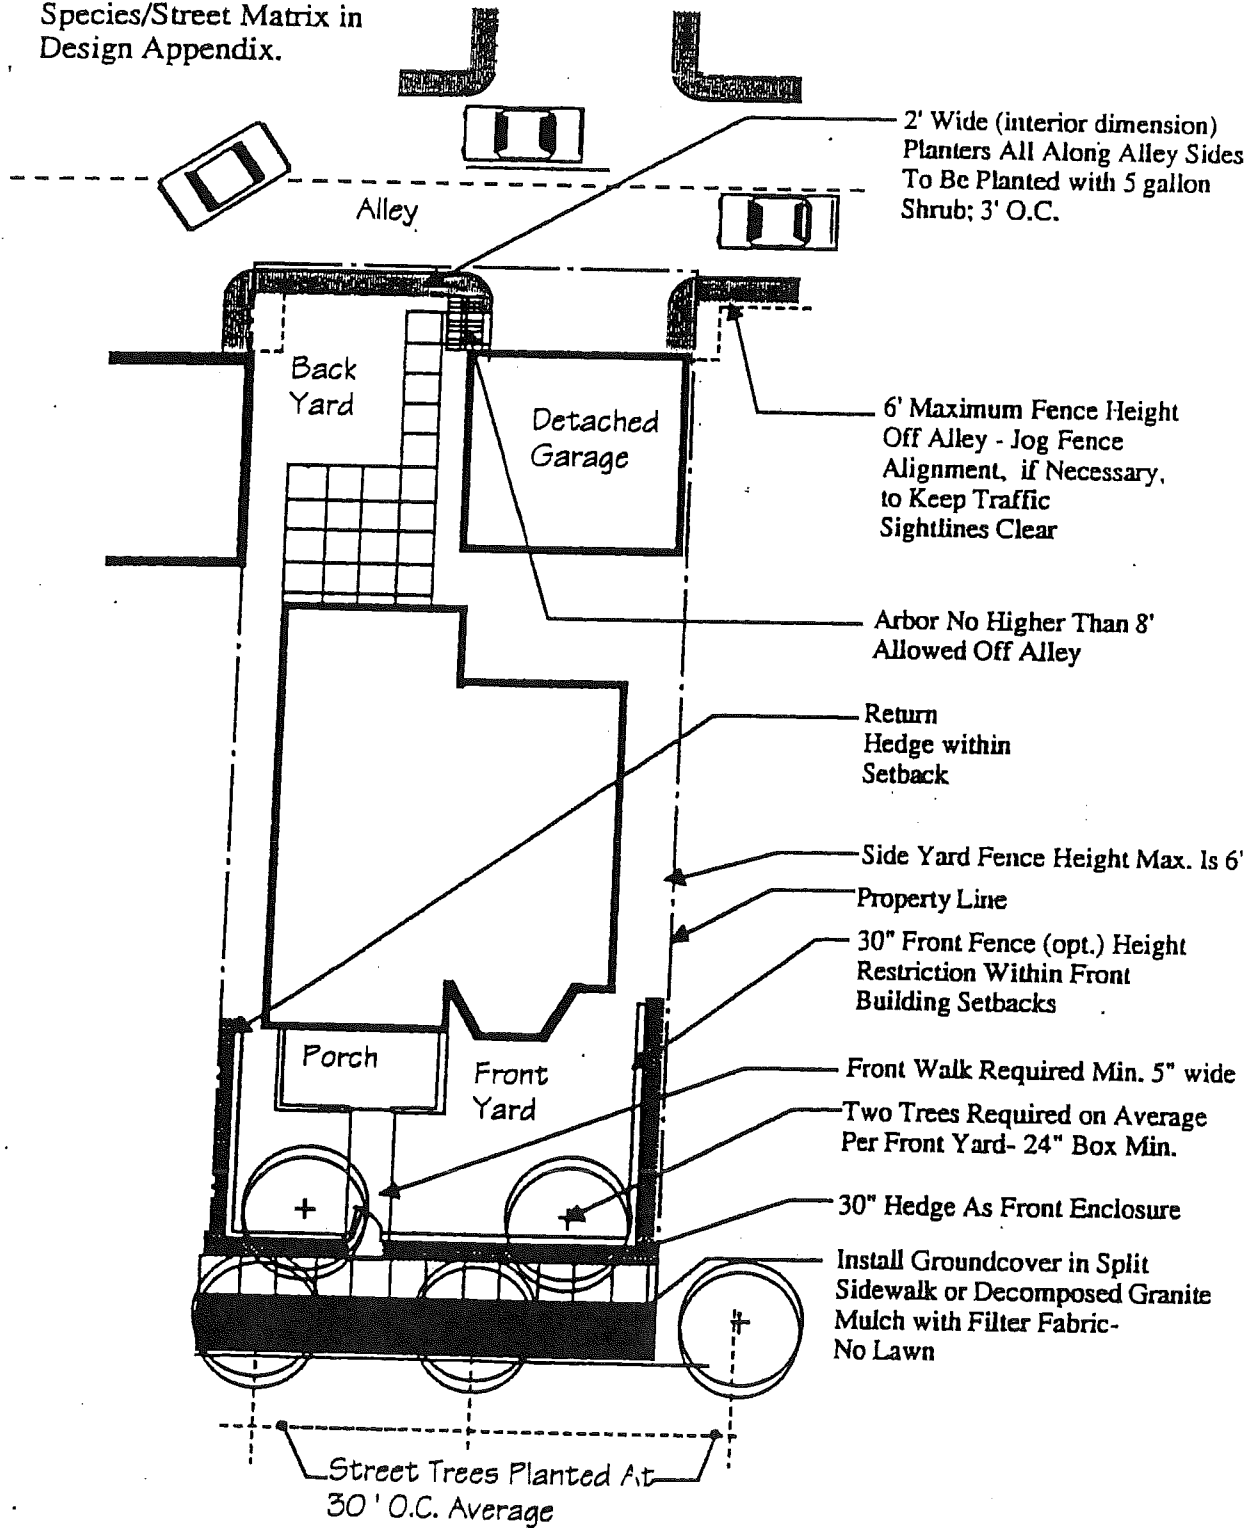 Species/Street Matrix in
Design Appendix.
2' Wide (interior dimension)
Planters All Along Alley Sides
To Be Planted with 5 gallon
Shrub; 3' O.C.
Alley
Back
Yard
Detached
Garage
6' Maximum Fence Height
Off Alley - Jog Fence
Alignment, if Necessary,
to Keep Traffic
Sightlines Clear
Arbor No Higher Than 8'
Allowed Off Alley
Return
Hedge within
Setback
Side Yard Fence Height Max. Is 6'
Property Line
30" Front Fence (opt.) Height
Restriction Within Front
Building Setbacks
Porch
Front
Yard
Front Walk Required Min. 5" wide
Two Trees Required on Average
Per Front Yard- 24" Box Min.
30" Hedge As Front Enclosure
Install Groundcover in Split
Sidewalk or Decomposed Granite
Mulch with Filter Fabric-
No Lawn
Street Trees Planted At
30' O.C. Average